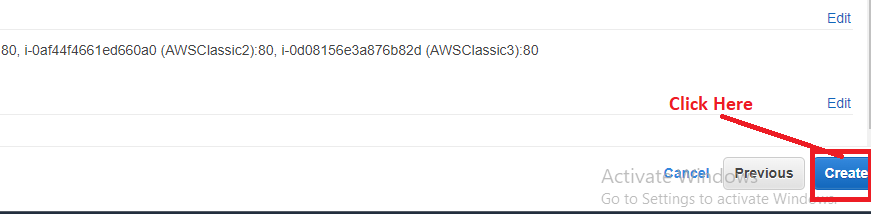 Edit
80, i-0af44f4661ed660a0 (AWSClassic2):80, i-0d08156e3a876b82d (AWSClassic3):80
Click Here
Edit
Cancel Previous Create
Activate Windows
Go to Settings to activate Windows.